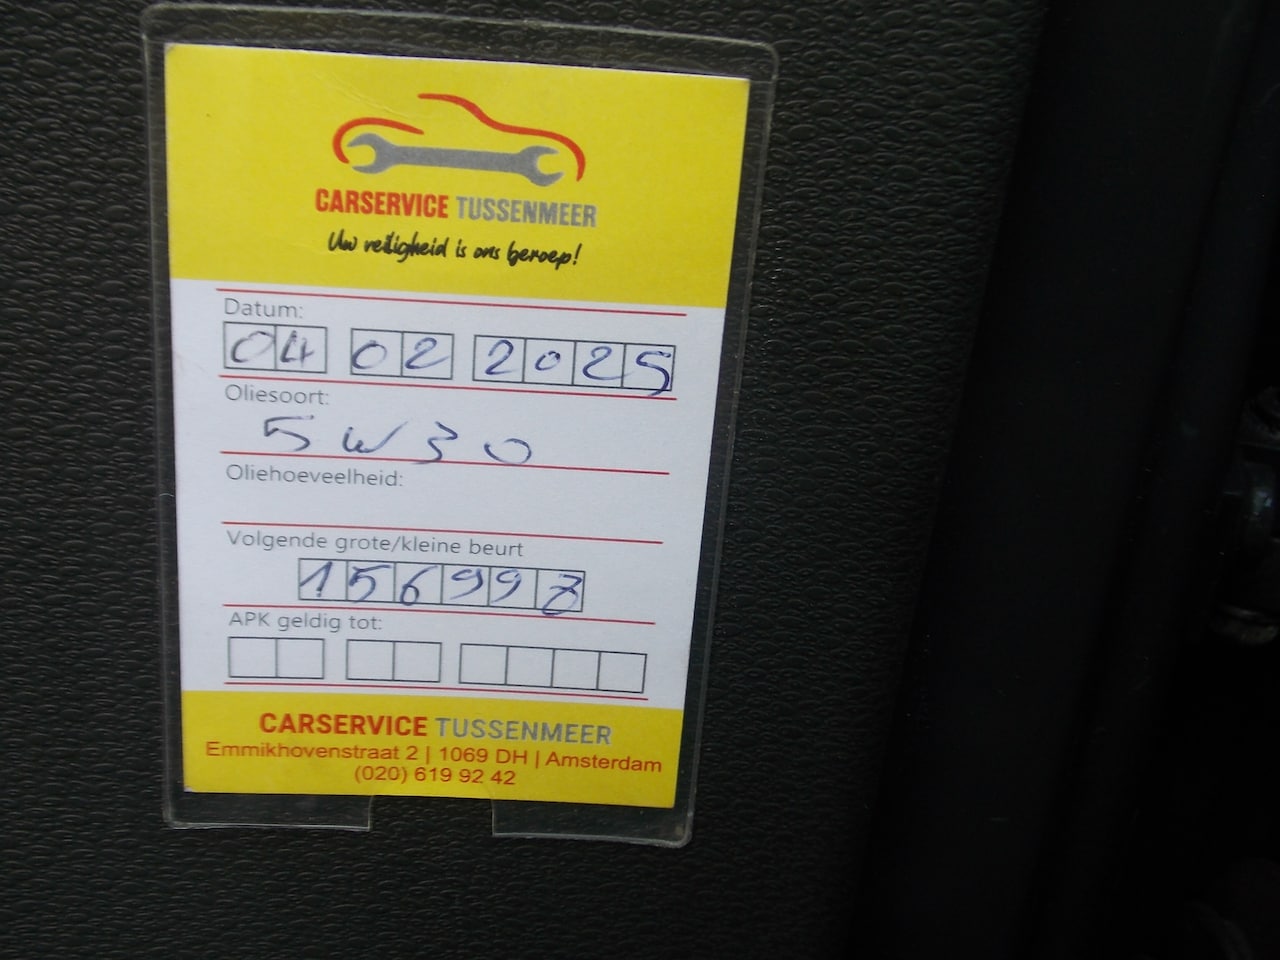 CARSERVICE TUSSENMEER
Uw veiligheid is ons beroep!
Datum:
04 02 2025
Oliesoort:
5W30
Oliehoeveelheid:
Volgende grote/kleine beurt
156998
APK geldig tot:
CARSERVICE TUSSENMEER
Emmikhovenstraat 2 | 1069 DH | Amsterdam
(020) 619 92 42